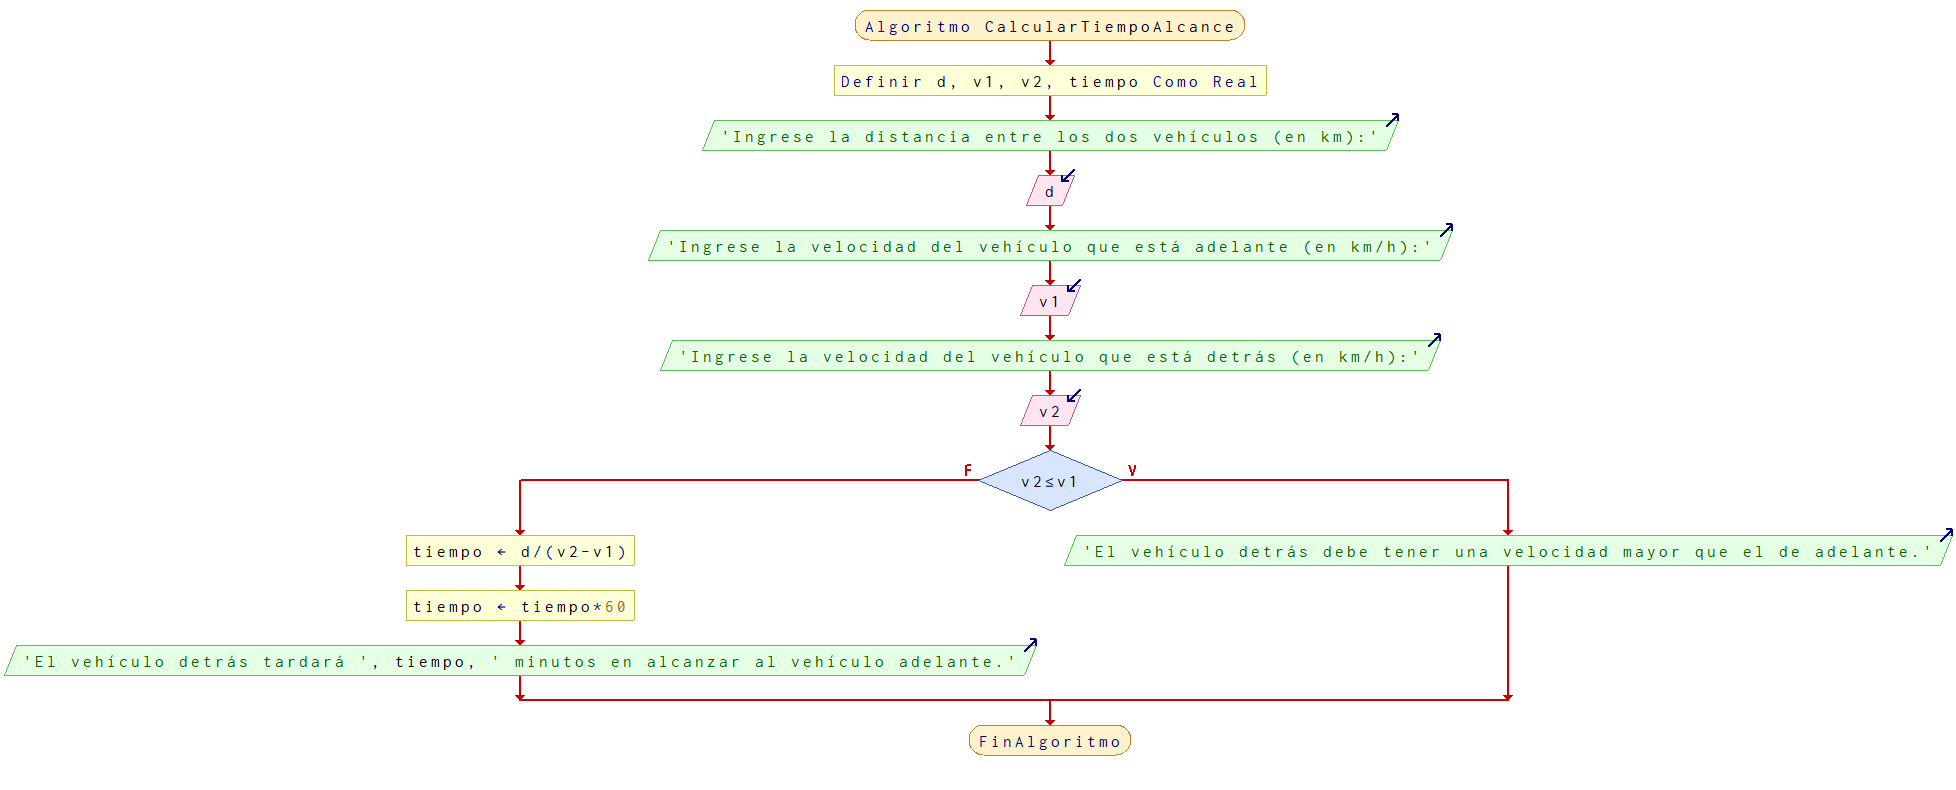 Algoritmo CalcularTiempoAlcance
Definir d, v1, v2, tiempo Como Real
'Ingrese la distancia entre los dos vehículos (en km):'
d
'Ingrese la velocidad del vehículo que está adelante (en km/h):'
v1
'Ingrese la velocidad del vehículo que está detrás (en km/h):'
v2
F
V
v2≤v1
tiempo ← d/(v2-v1)
'El vehículo detrás debe tener una velocidad mayor que el de adelante.'
tiempo ← tiempo*60
'El vehículo detrás tardará ', tiempo, ' minutos en alcanzar al vehículo adelante.'
FinAlgoritmo